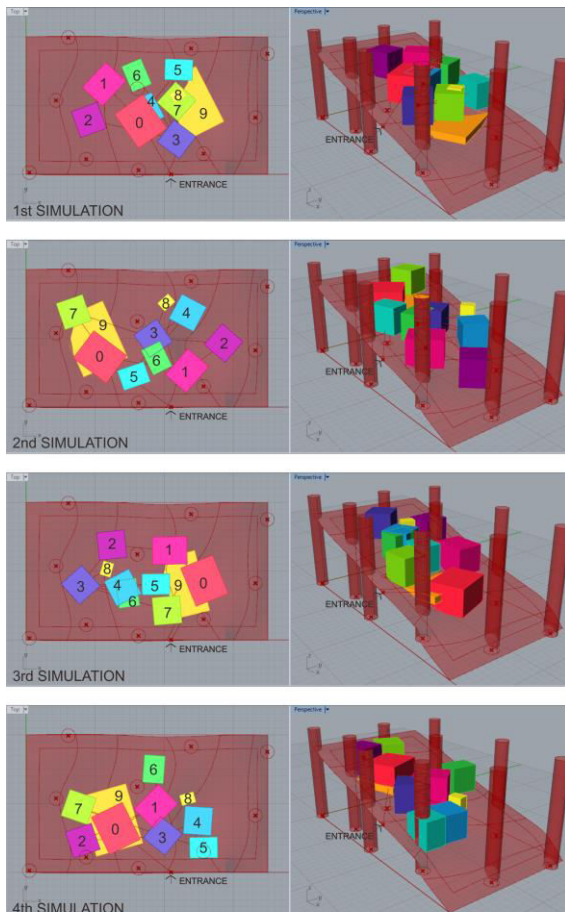 Top
Perspective
6
5
1
8
4
7
2
0
9
3
ENTRANCE
ENTRANCE
1st SIMULATION
Top
Perspective
8
7
4
9
3
2
0
6
1
5
ENTRANCE
ENTRANCE
2nd SIMULATION
Top
Perspective
2
1
8
3
4
5
9
0
6
7
ENTRANCE
ENTRANCE
3rd SIMULATION
Top
Perspective
6
9
8
7
1
4
0
2
3
5
ENTRANCE
ENTRANCE
4th SIMULATION